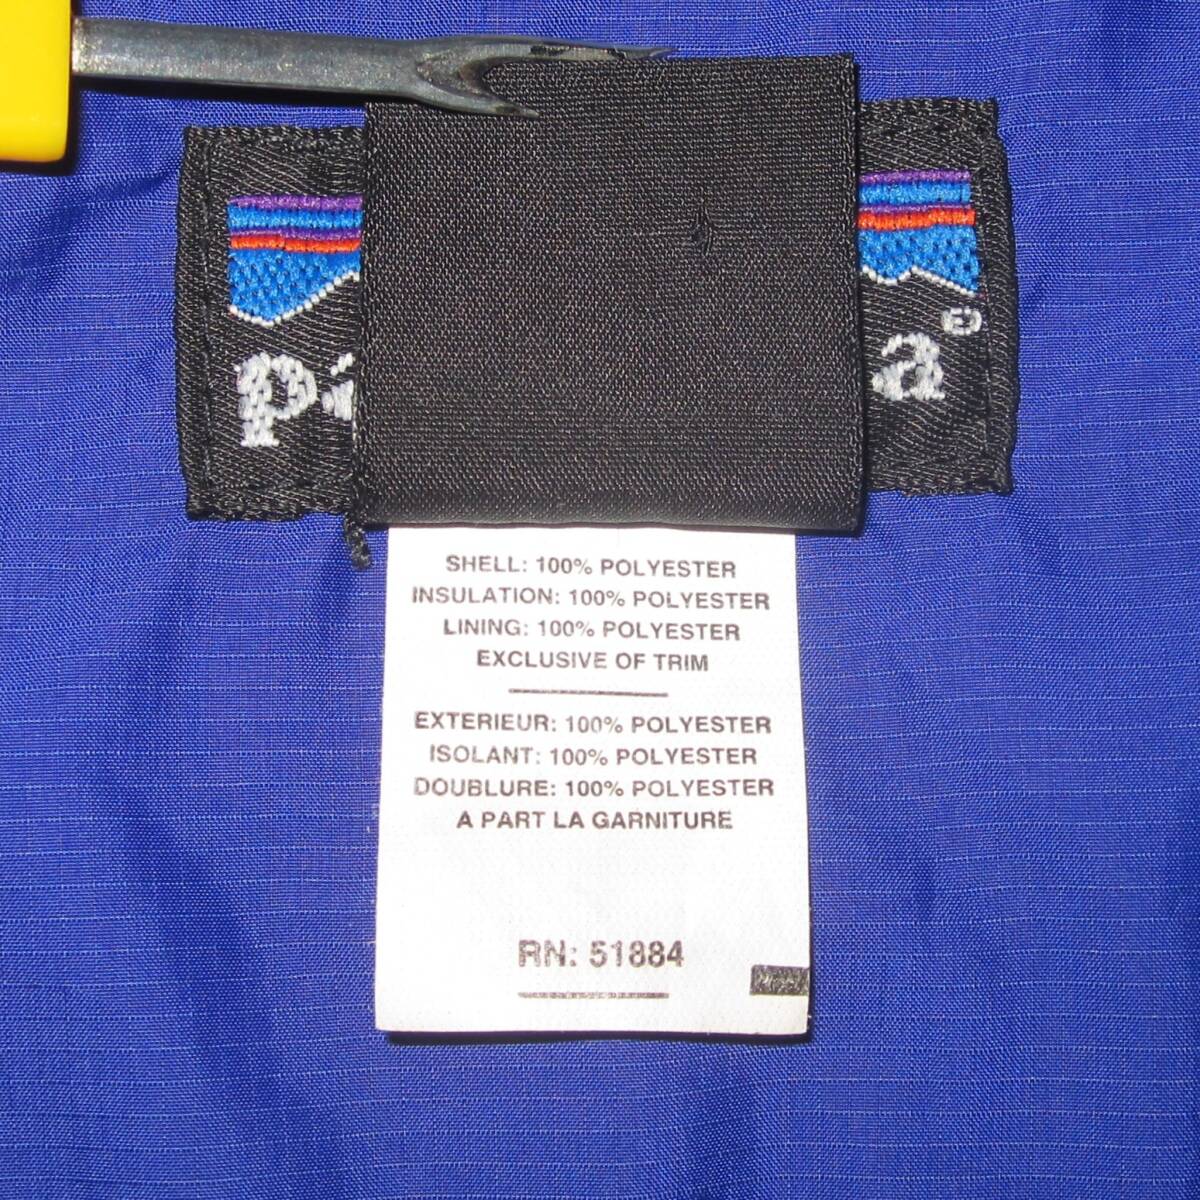 a®
SHELL: 100% POLYESTER
INSULATION: 100% POLYESTER
LINING: 100% POLYESTER
EXCLUSIVE OF TRIM
EXTERIEUR: 100% POLYESTER
ISOLANT: 100% POLYESTER
DOUBLURE: 100% POLYESTER
A PART LA GARNITURE
RN: 51884